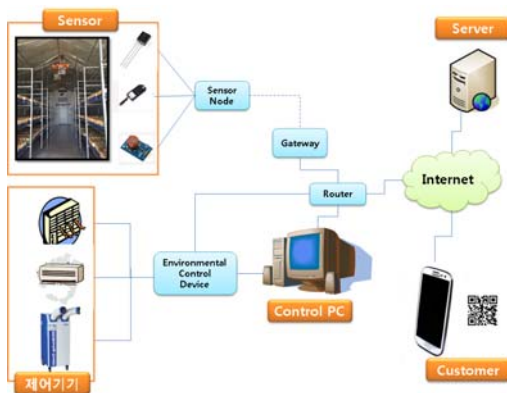 Sensor
Server
Sensor
Node
Gateway
Internet
Router
Environmental
Control
Device
Control PC
제어기기
Customer